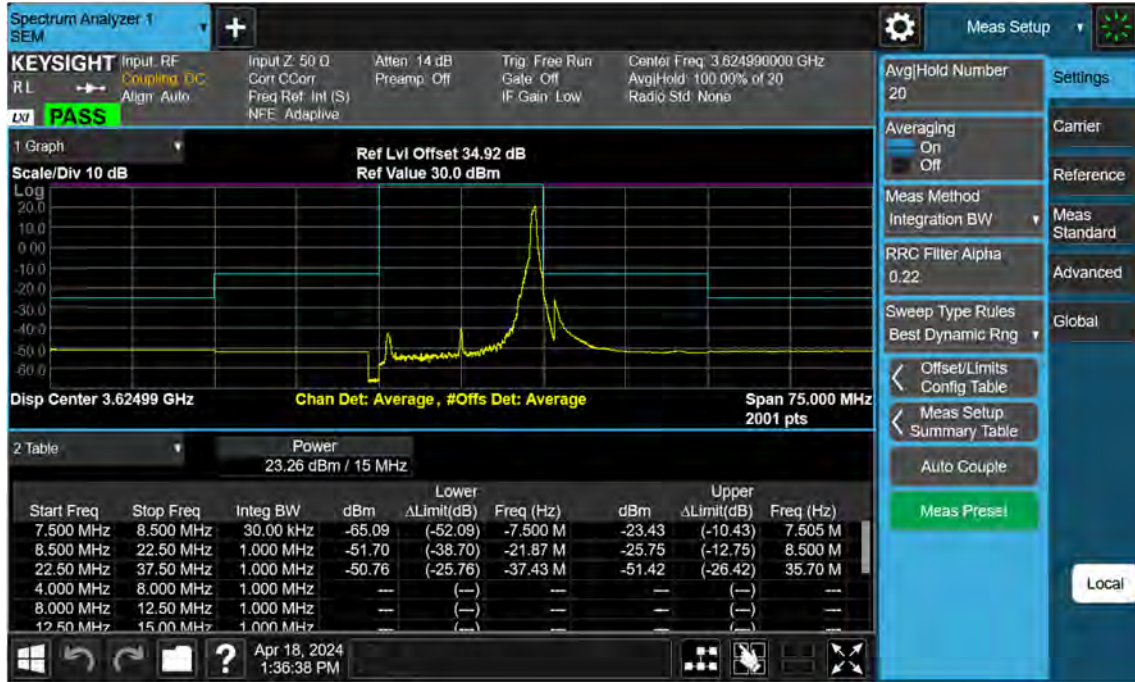 Spectrum Analyzer 1
SEM
Meas Setup
KEYSIGHT
RL
LXI
PASS
Input: RF
Coupling: DC
Align: Auto
Input Z: 50 Ω
Corr CCorr
Freq Ref: Int (S)
NFE: Adaptive
Atten: 14 dB
Preamp: Off
Trig: Free Run
Gate: Off
IF Gain: Low
Center Freq: 3.624990000 GHz
Avg|Hold: 100.00% of 20
Radio Std: None
1 Graph
Scale/Div 10 dB
Ref Lvl Offset 34.92 dB
Ref Value 30.0 dBm
Log
20.0
10.0
0.00
-10.0
-20.0
-30.0
-40.0
-50.0
-60.0
Disp Center 3.62499 GHz
Chan Det: Average, #Offs Det: Average
Span 75.000 MHz
2001 pts
2 Table
Power
23.26 dBm / 15 MHz
Lower Upper
Start Freq Stop Freq Integ BW dBm ΔLimit(dB) Freq (Hz) dBm ΔLimit(dB) Freq (Hz)
7.500 MHz 8.500 MHz 30.00 kHz -65.09 (-52.09) -7.500 M -23.43 (-10.43) 7.505 M
8.500 MHz 22.50 MHz 1.000 MHz -51.70 (-38.70) -21.87 M -25.75 (-12.75) 8.500 M
22.50 MHz 37.50 MHz 1.000 MHz -50.76 (-25.76) -37.43 M -51.42 (-26.42) 35.70 M
4.000 MHz 8.000 MHz 1.000 MHz --- (---) --- --- (---) ---
8.000 MHz 12.50 MHz 1.000 MHz --- (---) --- --- (---) ---
12.50 MHz 15.00 MHz 1.000 MHz --- (---) --- --- (---) ---
Avg|Hold Number
20
Averaging
On
Off
Meas Method
Integration BW
RRC Filter Alpha
0.22
Sweep Type Rules
Best Dynamic Rng
Offset/Limits
Config Table
Meas Setup
Summary Table
Auto Couple
Meas Preset
Settings
Carrier
Reference
Meas
Standard
Advanced
Global
Local
?
Apr 18, 2024
1:36:38 PM